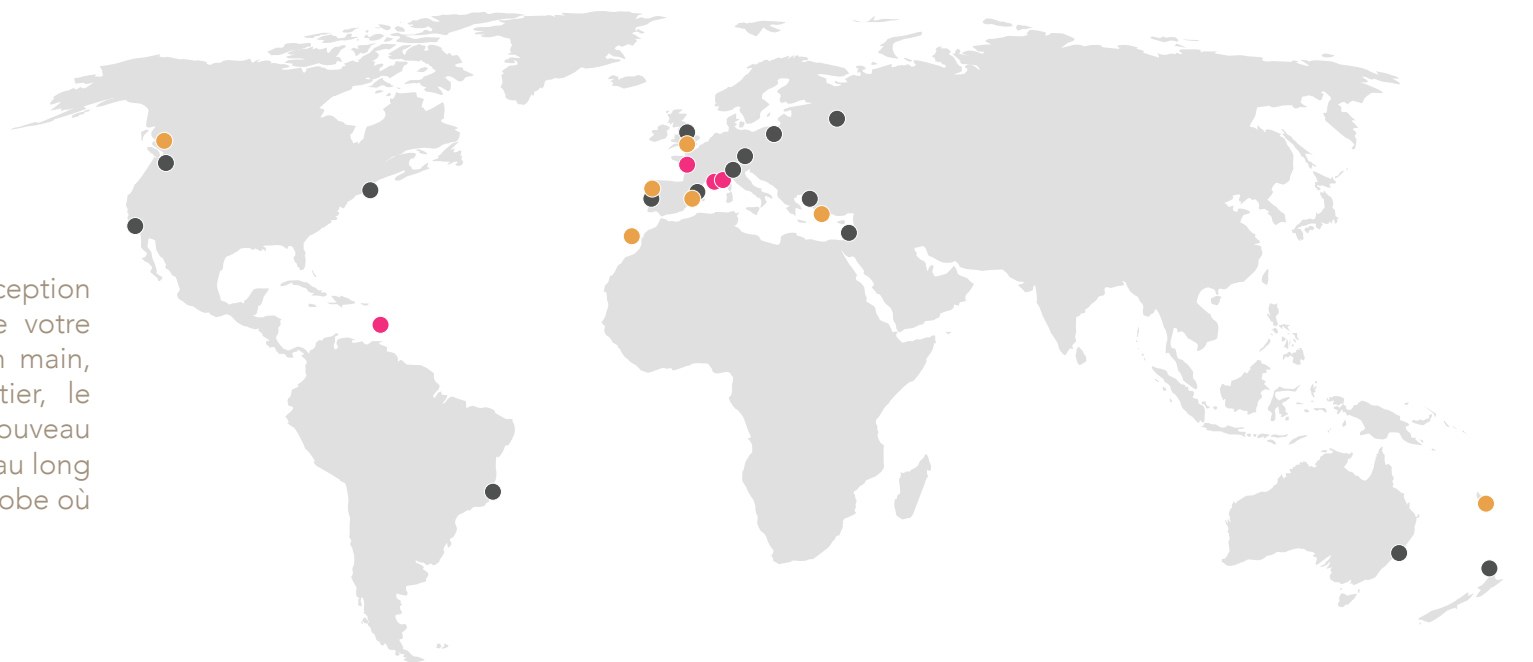 ception
e votre
n main,
tier, le
ouveau
au long
obe où